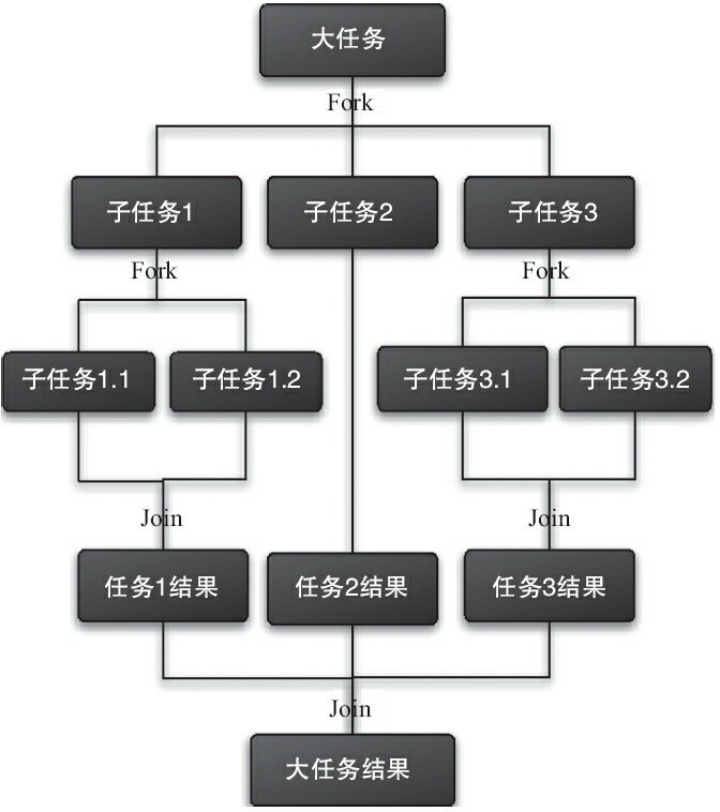 大任务
Fork
子任务1
子任务2
子任务3
Fork
Fork
子任务1.1
子任务1.2
子任务3.1
子任务3.2
Join
Join
任务1结果
任务2结果
任务3结果
Join
大任务结果